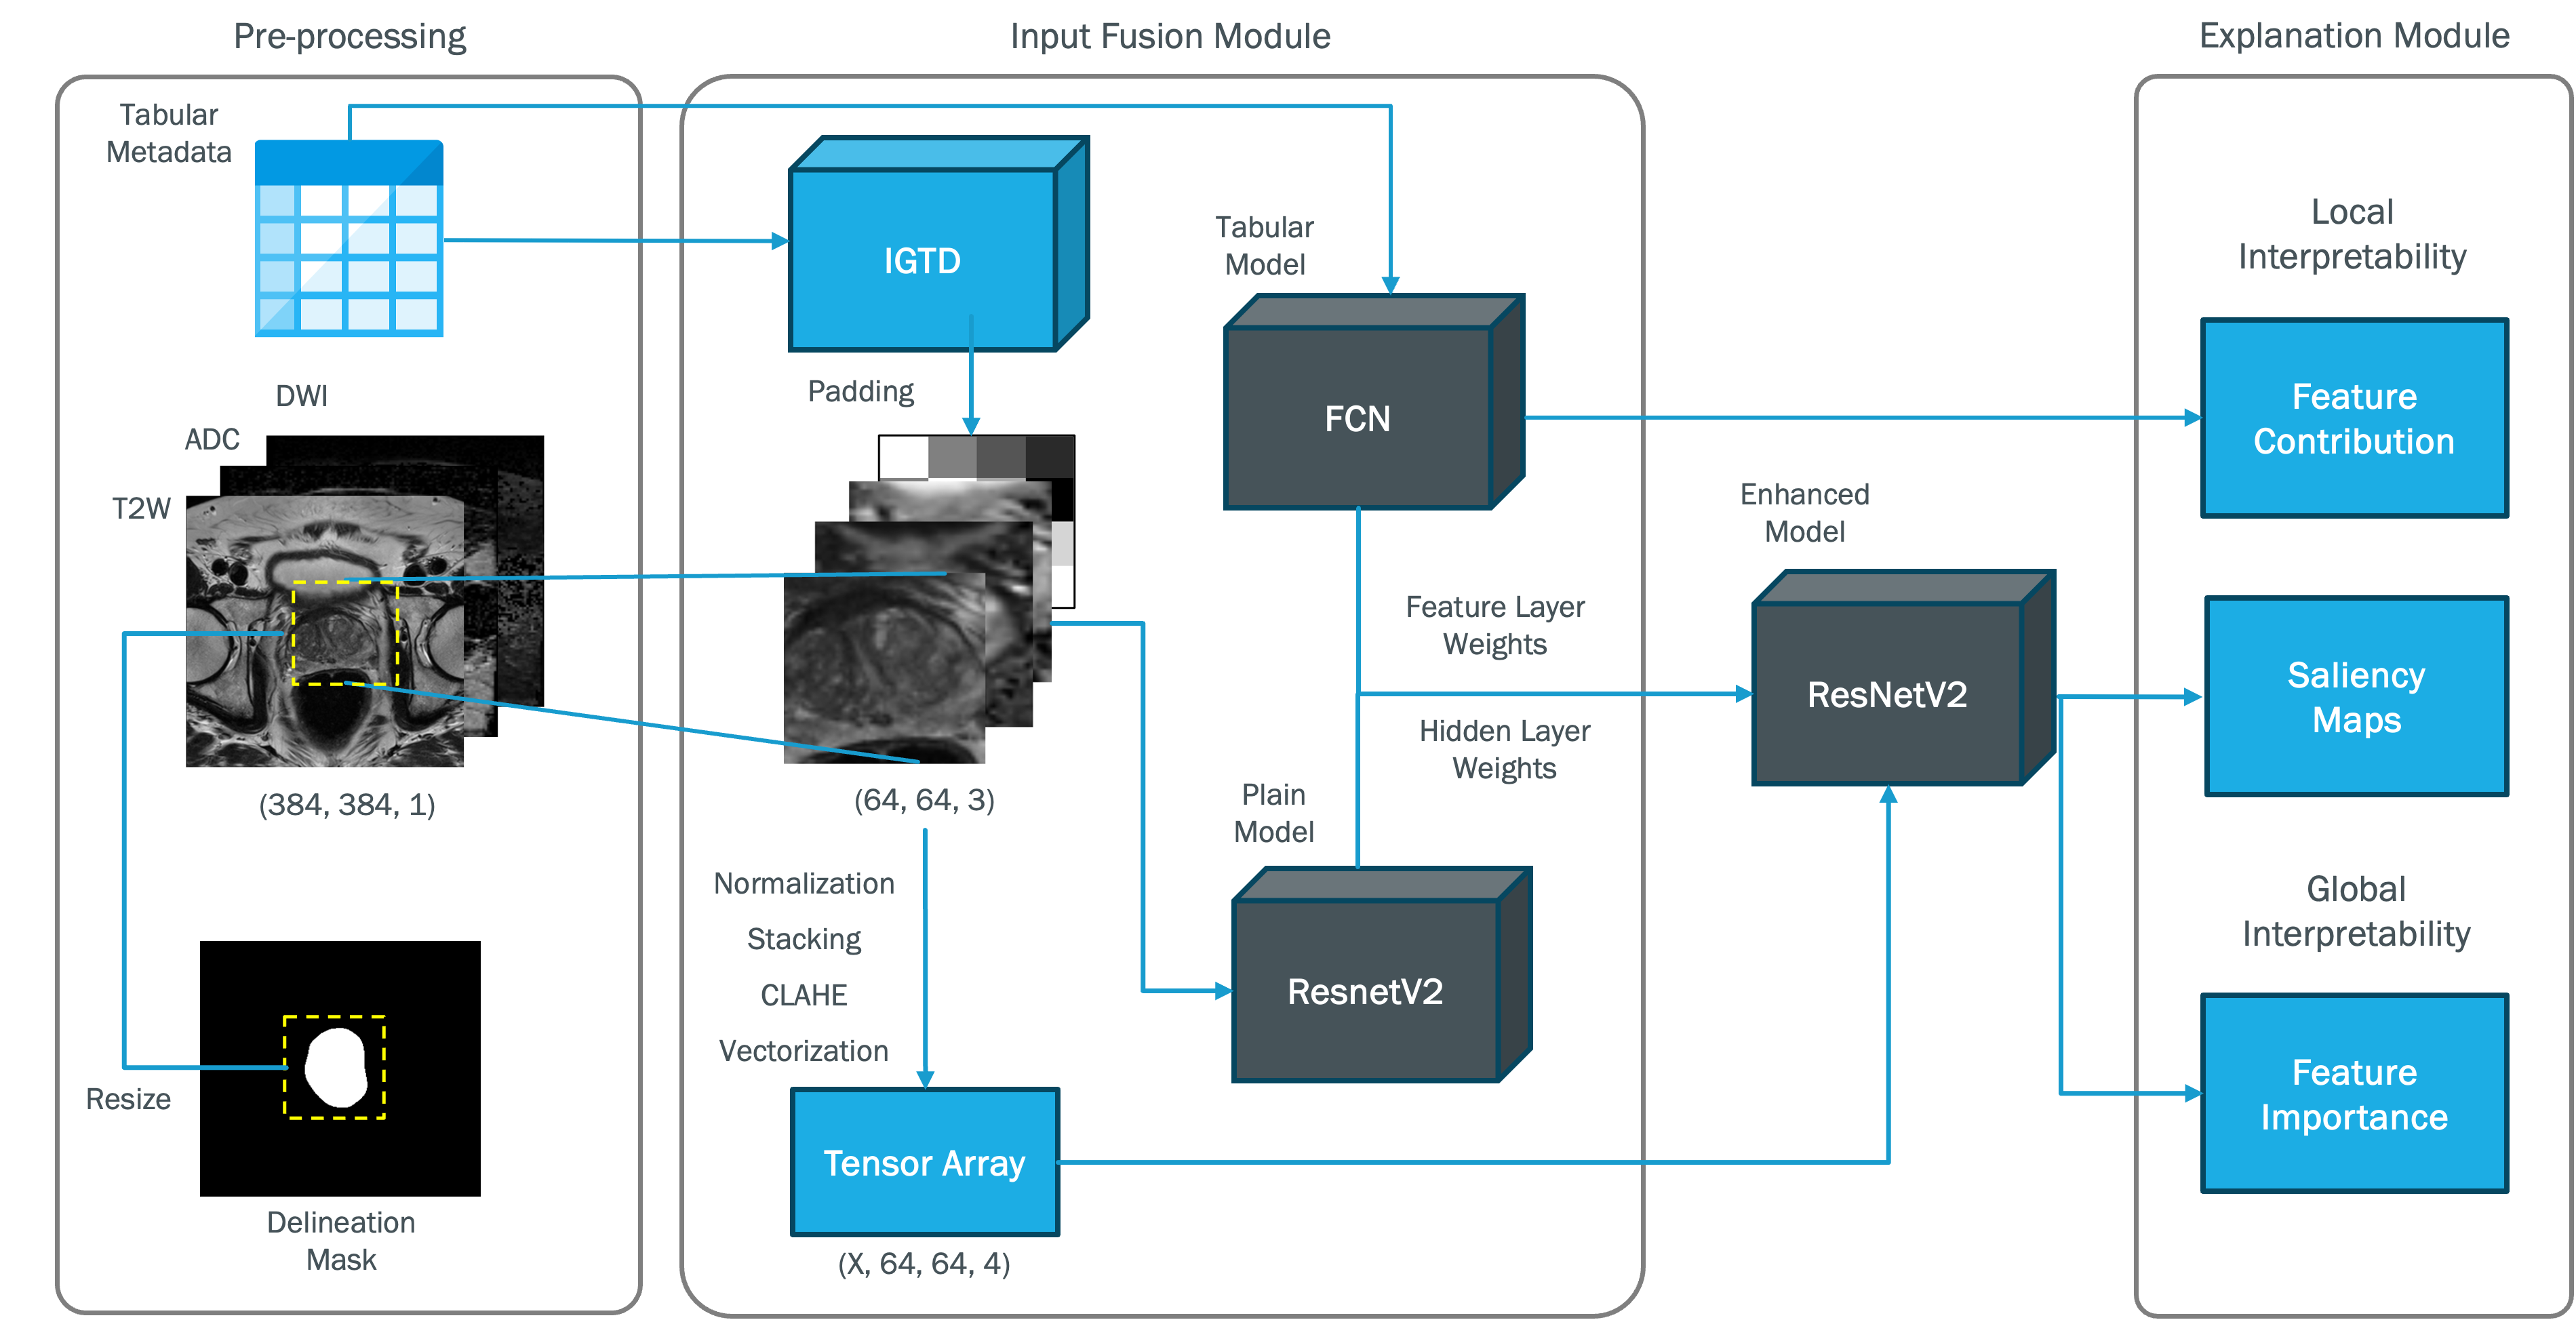 Pre-processing
Input Fusion Module
Explanation Module
Tabular
Metadata
IGTD
Tabular
Model
Local
Interpretability
DWI
Padding
FCN
Feature
Contribution
ADC
T2W
Enhanced
Model
Feature Layer
Weights
ResNetV2
Saliency
Maps
Hidden Layer
Weights
(384, 384, 1)
(64, 64, 3)
Plain
Model
Normalization
Stacking
CLAHE
Vectorization
ResnetV2
Global
Interpretability
Resize
Feature
Importance
Tensor Array
Delineation
Mask
(X, 64, 64, 4)